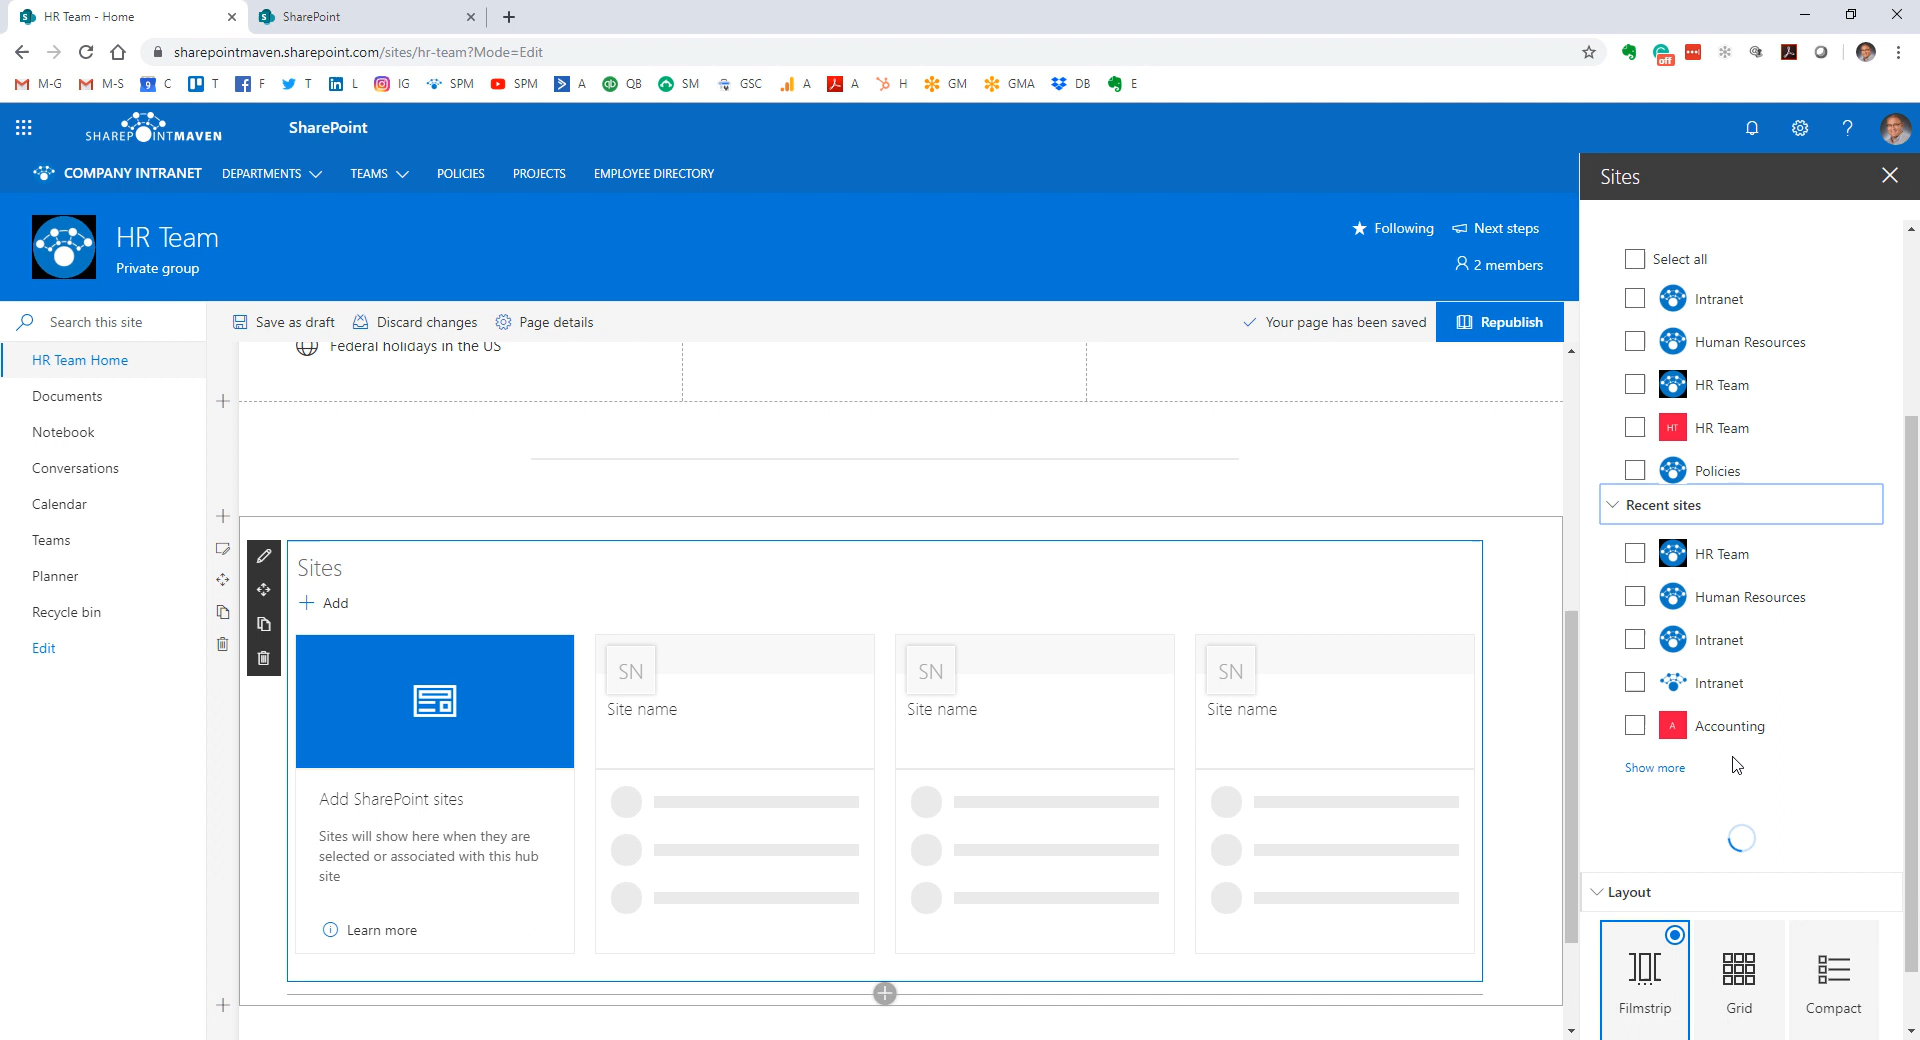 HR Team - Home
SharePoint
sharepointmaven.sharepoint.com/sites/hr-team?Mode=Edit
off
M-G
M-S
9 C
T
F
T
L
IG
SPM
SPM
A
QB
SM
GSC
A
A
H
GM
GMA
DB
E
SHAREPOINTMAVEN
SharePoint
COMPANY INTRANET
DEPARTMENTS
TEAMS
POLICIES
PROJECTS
EMPLOYEE DIRECTORY
HR Team
Private group
Following
Next steps
2 members
Search this site
Save as draft
Discard changes
Page details
Your page has been saved
Republish
HR Team Home
Documents
Notebook
Conversations
Calendar
Teams
Planner
Recycle bin
Edit
Federal holidays in the US
Sites
Add
Add SharePoint sites
Sites will show here when they are
selected or associated with this hub
site
Learn more
SN
Site name
SN
Site name
SN
Site name
Sites
Select all
Intranet
Human Resources
HR Team
HT HR Team
Policies
Recent sites
HR Team
Human Resources
Intranet
Intranet
A Accounting
Show more
Layout
Filmstrip
Grid
Compact